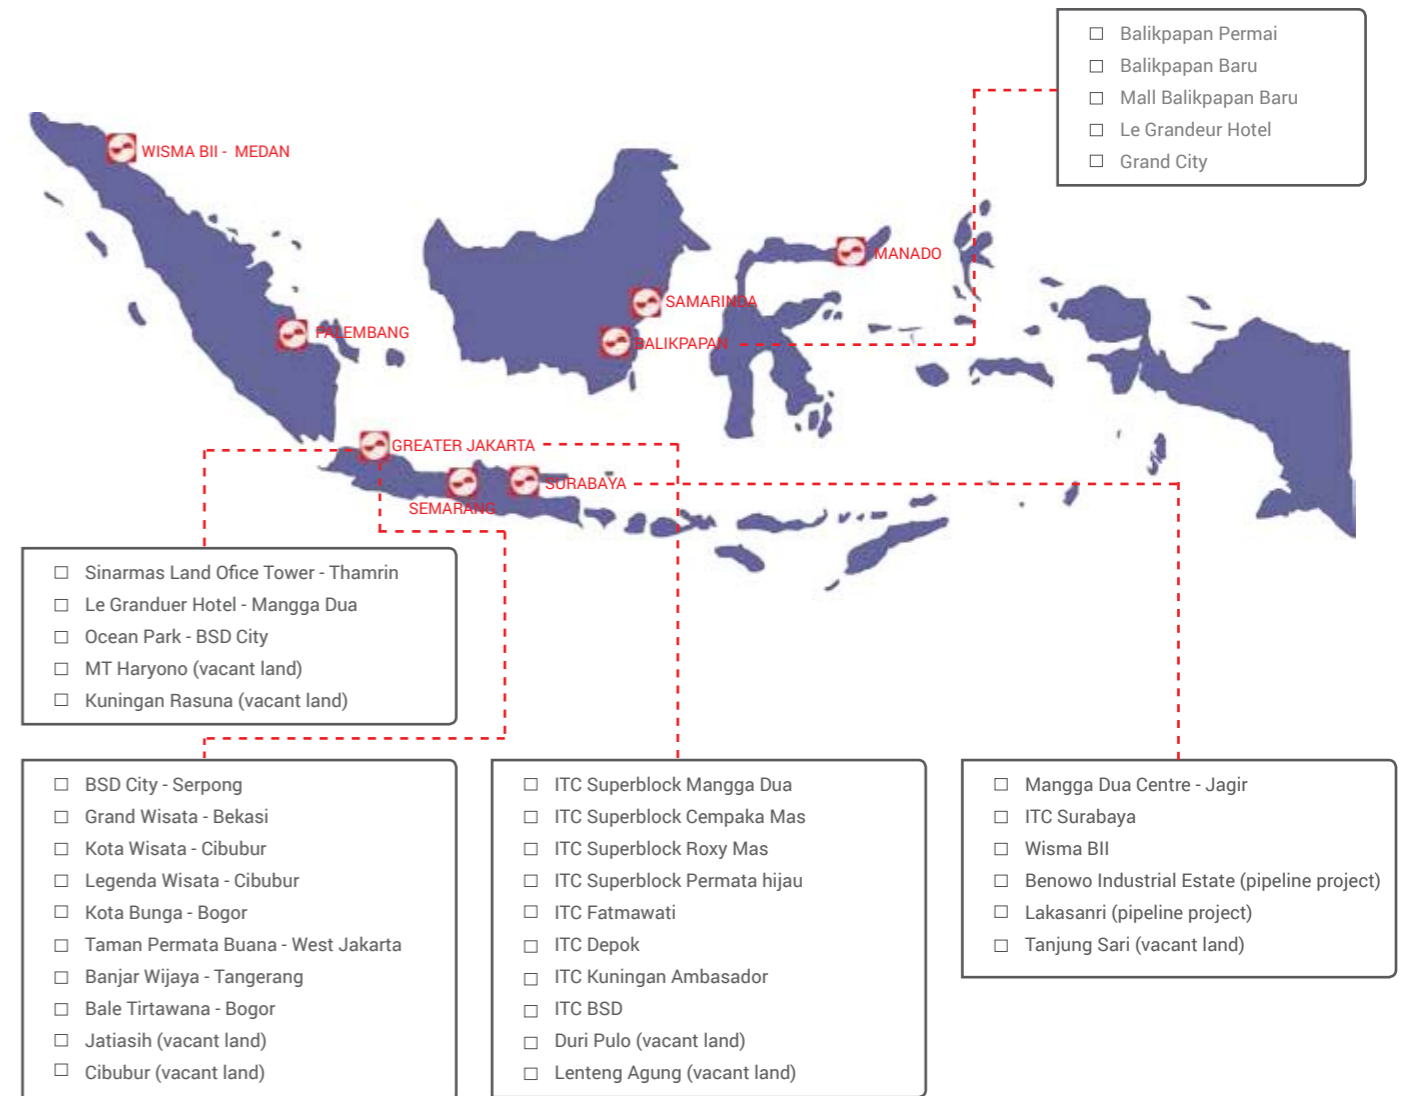 Balikpapan Permai
Balikpapan Baru
Mall Balikpapan Baru
Le Grandeur Hotel
Grand City
WISMA BII - MEDAN
MANADO
SAMARINDA
PALEMBANG
BALIKPAPAN
GREATER JAKARTA
SURABAYA
SEMARANG
Sinarmas Land Ofice Tower - Thamrin
Le Granduer Hotel - Mangga Dua
Ocean Park - BSD City
MT Haryono (vacant land)
Kuningan Rasuna (vacant land)
BSD City - Serpong
Grand Wisata - Bekasi
Kota Wisata - Cibubur
Legenda Wisata - Cibubur
Kota Bunga - Bogor
Taman Permata Buana - West Jakarta
Banjar Wijaya - Tangerang
Bale Tirtawana - Bogor
Jatiasih (vacant land)
Cibubur (vacant land)
ITC Superblock Mangga Dua
ITC Superblock Cempaka Mas
ITC Superblock Roxy Mas
ITC Superblock Permata hijau
ITC Fatmawati
ITC Depok
ITC Kuningan Ambasador
ITC BSD
Duri Pulo (vacant land)
Lenteng Agung (vacant land)
Mangga Dua Centre - Jagir
ITC Surabaya
Wisma BII
Benowo Industrial Estate (pipeline project)
Lakasanri (pipeline project)
Tanjung Sari (vacant land)